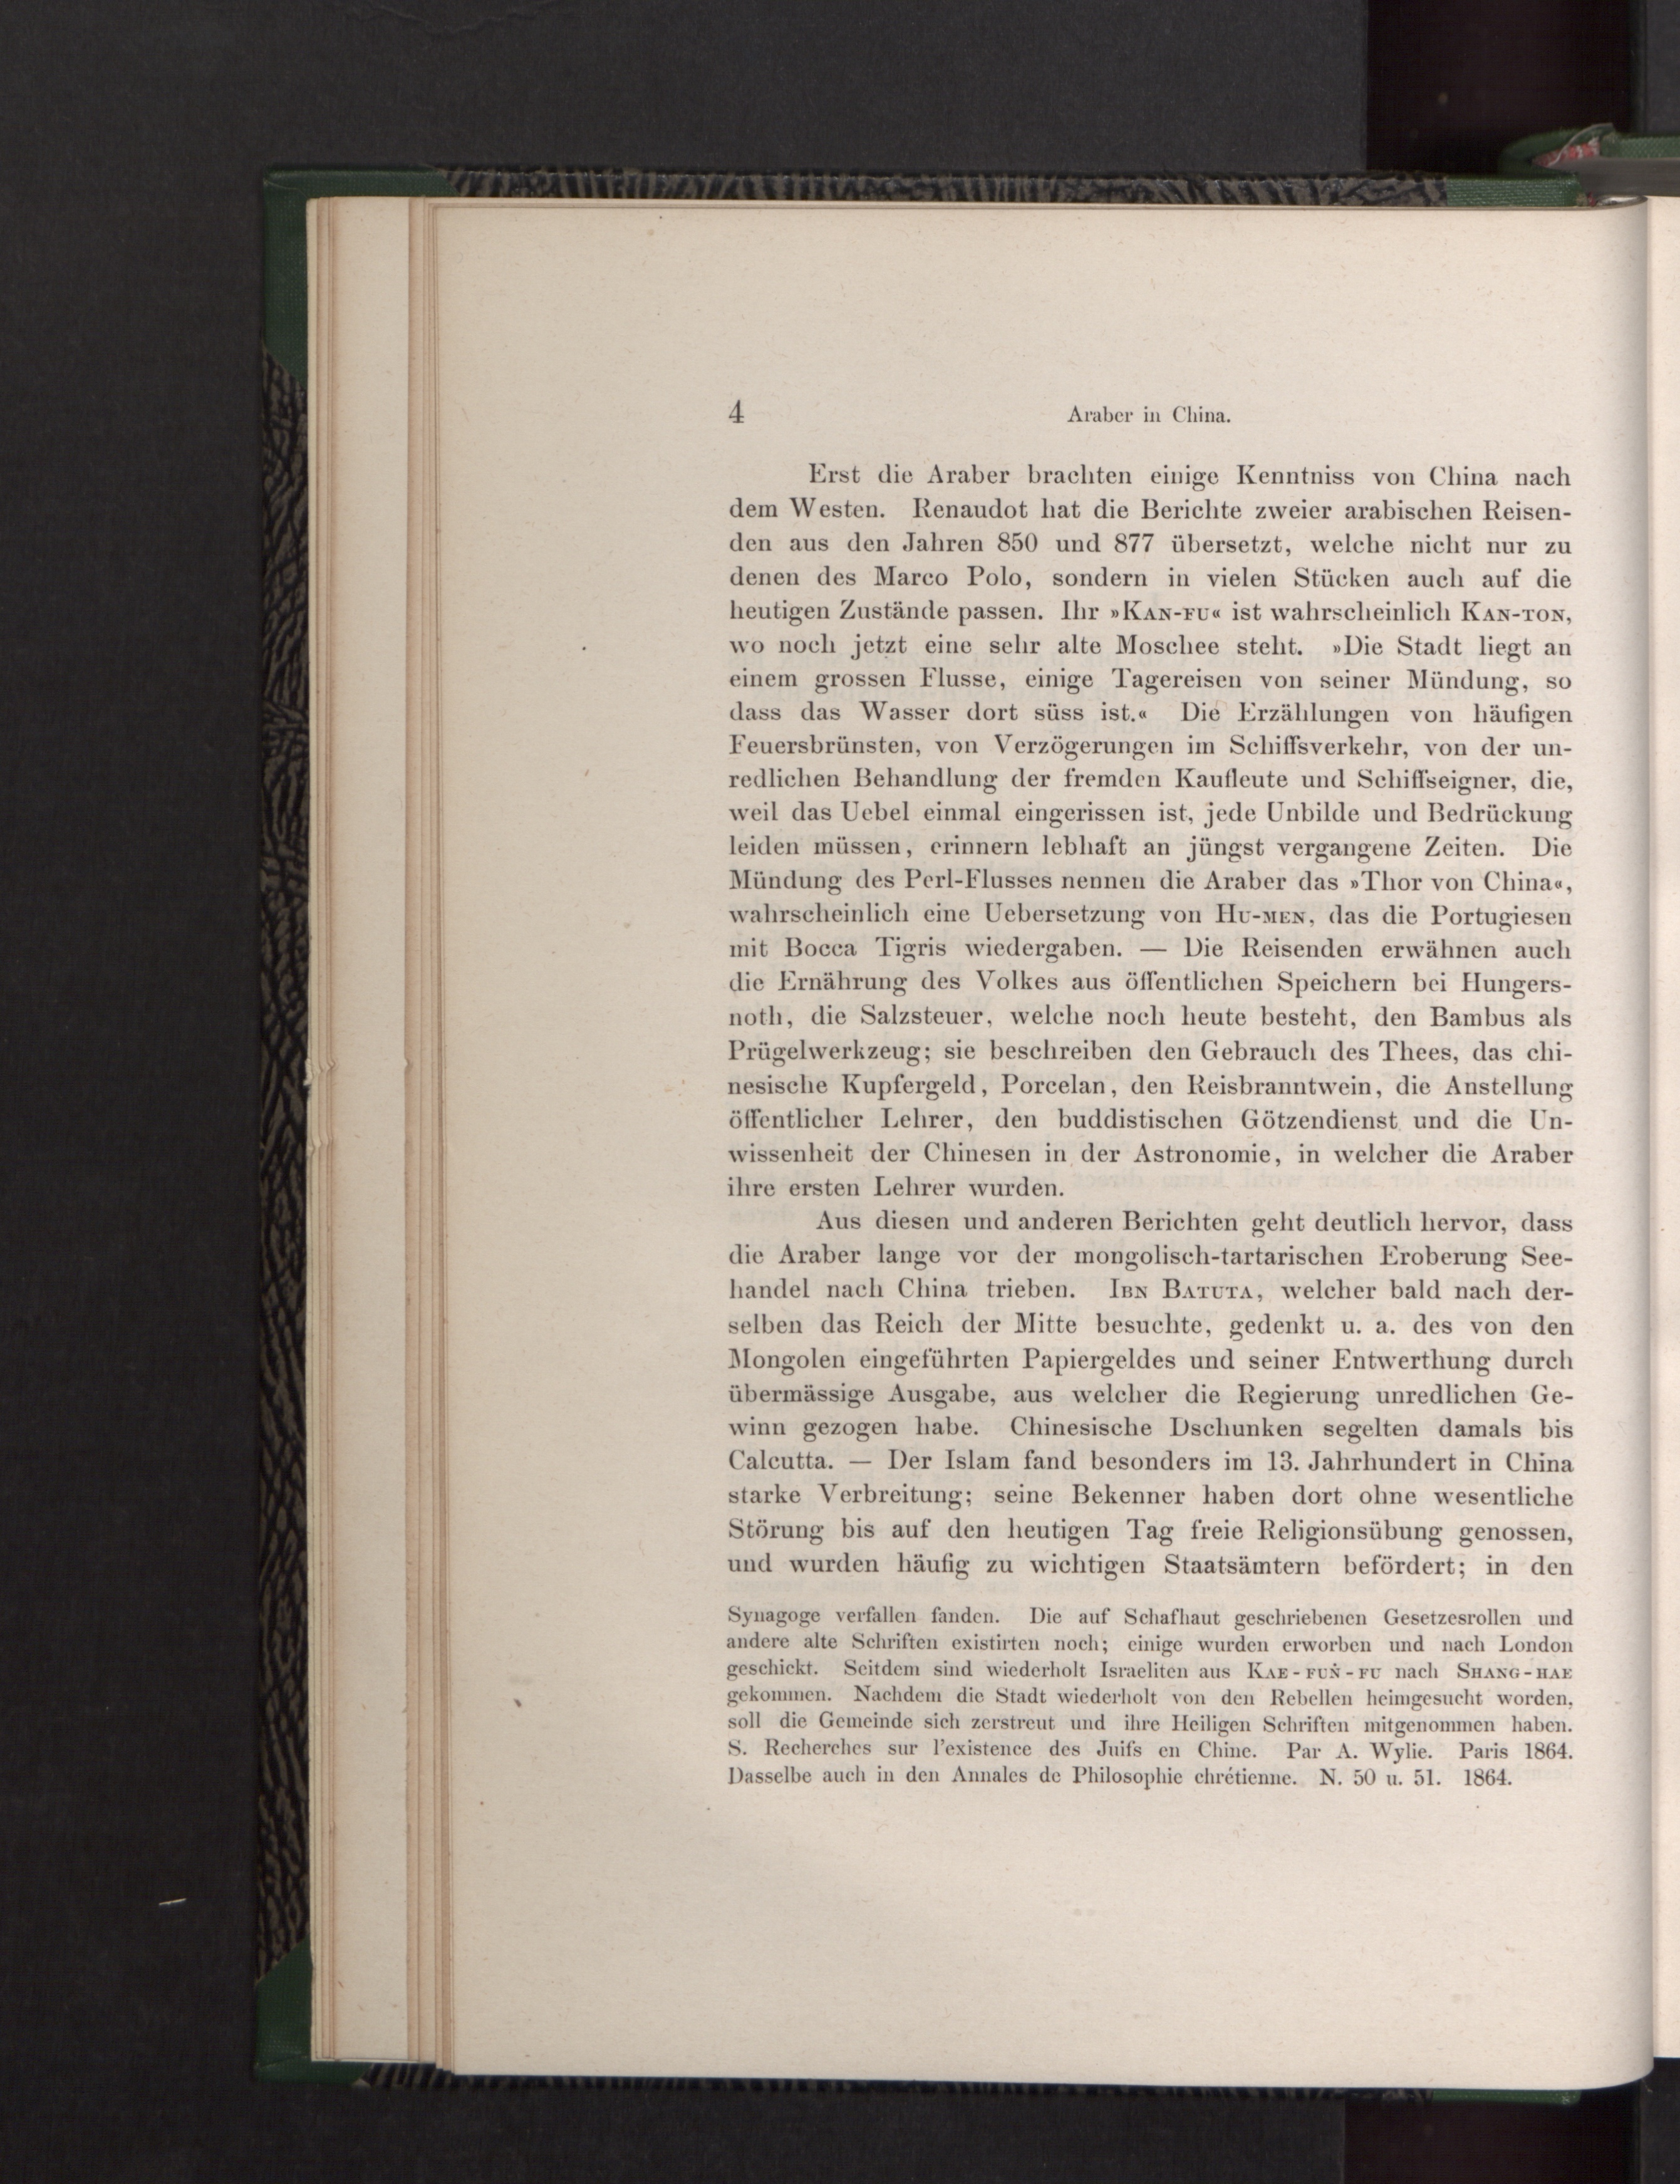 4
Araber in China.
Erst die Araber brachten einige Kenntniss von China nach
dem Westen. Renaudot hat die Berichte zweier arabischen Reisen-
den aus den Jahren 850 und 877 übersetzt, welche nicht nur zu
denen des Marco Polo, sondern in vielen Stücken auch auf die
heutigen Zustände passen. Ihr »KAN-FU« ist wahrscheinlich KAN-TON,
wo noch jetzt eine sehr alte Moschee steht. »Die Stadt liegt an
einem grossen Flusse, einige Tagereisen von seiner Mündung, so
dass das Wasser dort süss ist.« Die Erzählungen von häufigen
Feuersbrünsten, von Verzögerungen im Schiffsverkehr, von der un-
redlichen Behandlung der fremden Kaufleute und Schiffseigner, die,
weil das Uebel einmal eingerissen ist, jede Unbilde und Bedrückung
leiden müssen, erinnern lebhaft an jüngst vergangene Zeiten. Die
Mündung des Perl-Flusses nennen die Araber das »Thor von China«,
wahrscheinlich eine Uebersetzung von HU-MEN, das die Portugiesen
mit Bocca Tigris wiedergaben. — Die Reisenden erwähnen auch
die Ernährung des Volkes aus öffentlichen Speichern bei Hungers-
noth, die Salzsteuer, welche noch heute besteht, den Bambus als
Prügelwerkzeug; sie beschreiben den Gebrauch des Thees, das chi-
nesische Kupfergeld, Porcelan, den Reisbranntwein, die Anstellung
öffentlicher Lehrer, den buddistischen Götzendienst und die Un-
wissenheit der Chinesen in der Astronomie, in welcher die Araber
ihre ersten Lehrer wurden.
Aus diesen und anderen Berichten geht deutlich hervor, dass
die Araber lange vor der mongolisch-tartarischen Eroberung See-
handel nach China trieben. IBN BATUTA, welcher bald nach der-
selben das Reich der Mitte besuchte, gedenkt u. a. des von den
Mongolen eingeführten Papiergeldes und seiner Entwerthung durch
übermässige Ausgabe, aus welcher die Regierung unredlichen Ge-
winn gezogen habe. Chinesische Dschunken segelten damals bis
Calcutta. — Der Islam fand besonders im 13. Jahrhundert in China
starke Verbreitung; seine Bekenner haben dort ohne wesentliche
Störung bis auf den heutigen Tag freie Religionsübung genossen,
und wurden häufig zu wichtigen Staatsämtern befördert; in den
Synagoge verfallen fanden. Die auf Schafhaut geschriebenen Gesetzesrollen und
andere alte Schriften existirten noch; einige wurden erworben und nach London
geschickt. Seitdem sind wiederholt Israeliten aus KAE-FUṄ-FU nach SHANG-HAE
gekommen. Nachdem die Stadt wiederholt von den Rebellen heimgesucht worden,
soll die Gemeinde sich zerstreut und ihre Heiligen Schriften mitgenommen haben.
S. Recherches sur l'existence des Juifs en Chine. Par A. Wylie. Paris 1864.
Dasselbe auch in den Annales de Philosophie chrétienne. N. 50 u. 51. 1864.